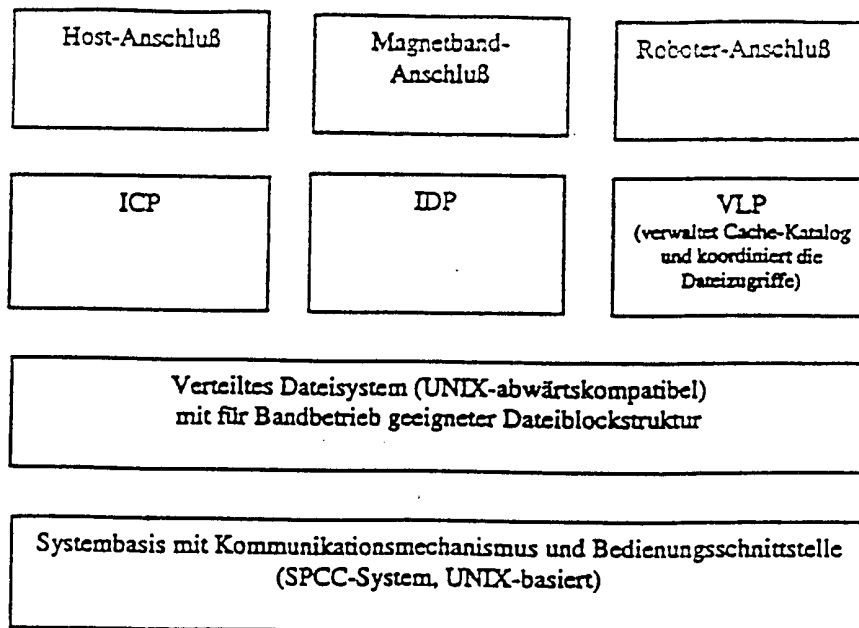 Host-Anschluß
Magnetband-
Anschluß
Roboter-Anschluß
ICP
IDP
VLP
(verwaltet Cache-Katalog
und koordiniert die
Dateizugriffe)
Verteiltes Dateisystem (UNIX-abwärtskompatibel)
mit für Bandbetrieb geeigneter Dateiblockstruktur
Systembasis mit Kommunikationsmechanismus und Bedienungsschnittstelle
(SPCC-System, UNIX-basiert)